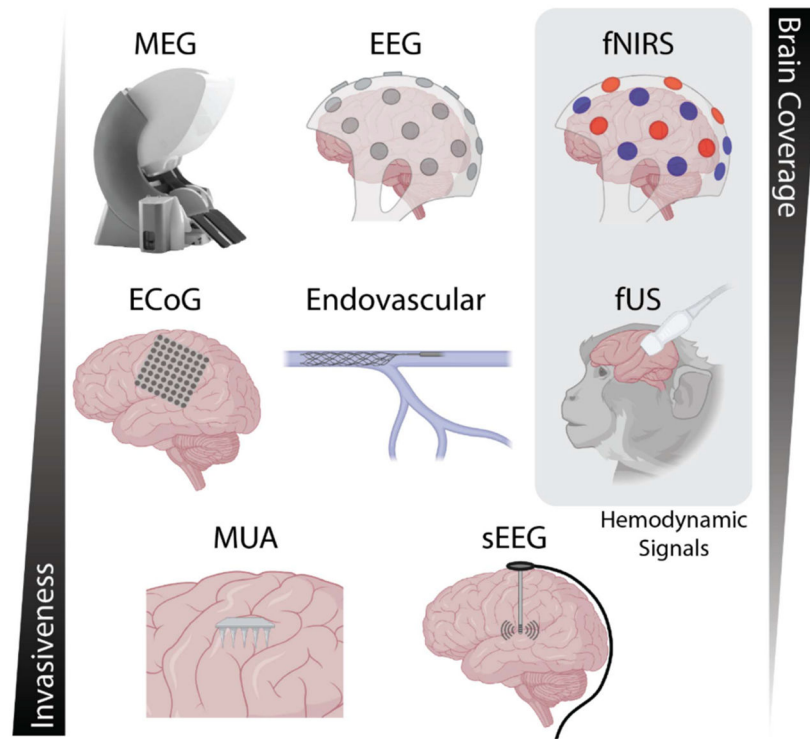 MEG
EEG
fNIRS
Brain Coverage
ECoG
Endovascular
fUS
Hemodynamic
Signals
MUA
sEEG
Invasiveness